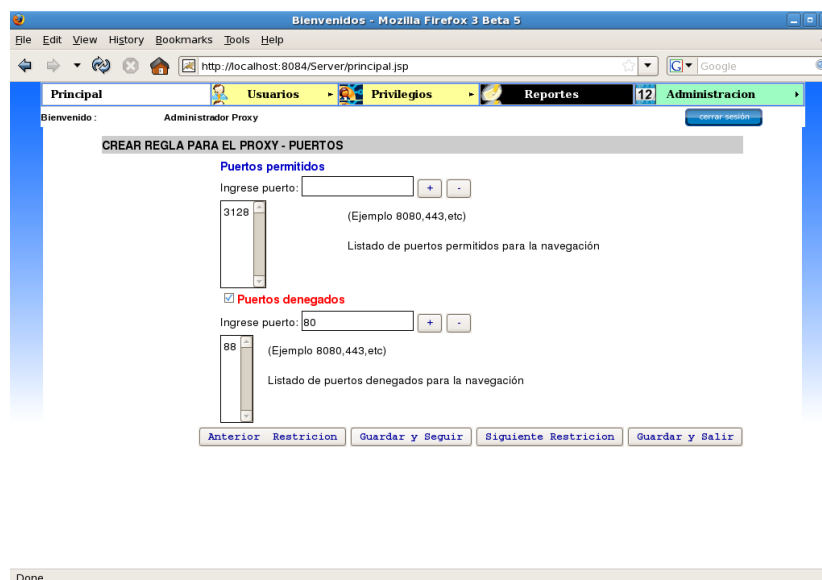 Bienvenidos - Mozilla Firefox 3 Beta 5
File Edit View History Bookmarks Tools Help
http://localhost:8084/Server/principal.jsp
G Google
Principal Usuarios Privilegios Reportes 12 Administracion
Bienvenido : Administrador Proxy cerrar sesión
CREAR REGLA PARA EL PROXY - PUERTOS
Puertos permitidos
Ingrese puerto: + -
3128
(Ejemplo 8080,443,etc)
Listado de puertos permitidos para la navegación
Puertos denegados
Ingrese puerto: 80 + -
88
(Ejemplo 8080,443,etc)
Listado de puertos denegados para la navegación
Anterior Restricion Guardar y Seguir Siguiente Restricion Guardar y Salir
Done